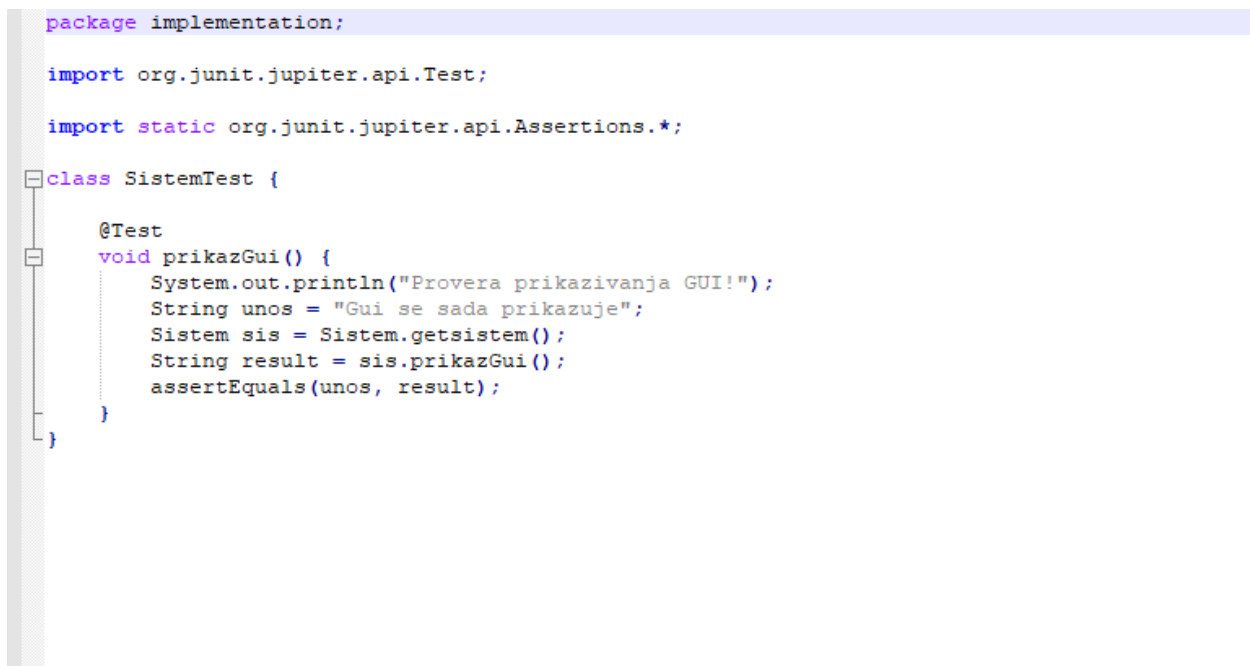 package implementation;
import org.junit.jupiter.api.Test;
import static org.junit.jupiter.api.Assertions.*;
class SistemTest {
@Test
void prikazGui() {
System.out.println("Provera prikazivanja GUI!");
String unos = "Gui se sada prikazuje";
Sistem sis = Sistem.getsistem();
String result = sis.prikazGui();
assertEquals(unos, result);
}
}